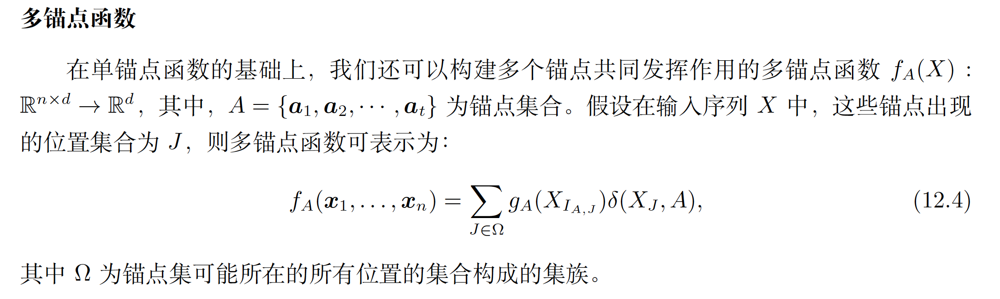 多锚点函数
在单锚点函数的基础上，我们还可以构建多个锚点共同发挥作用的多锚点函数 $f_A(X)$ :
$\mathbb{R}^{n\times d} \to \mathbb{R}^d$，其中，$A = \{\boldsymbol{a}_1, \boldsymbol{a}_2, \cdots, \boldsymbol{a}_t\}$ 为锚点集合。假设在输入序列 $X$ 中，这些锚点出现
的位置集合为 $J$，则多锚点函数可表示为：
$f_A(\boldsymbol{x}_1, \ldots, \boldsymbol{x}_n) = \sum_{J \in \Omega} g_A(X_{I_{A,J}})\delta(X_J, A),$ (12.4)
其中 $\Omega$ 为锚点集可能所在的所有位置的集合构成的集族。